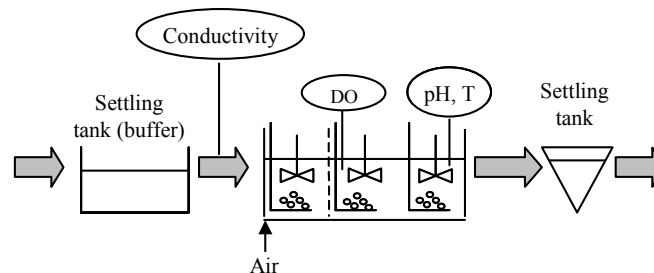 Conductivity
Settling
tank (buffer)
DO
pH, T
Settling
tank
Air